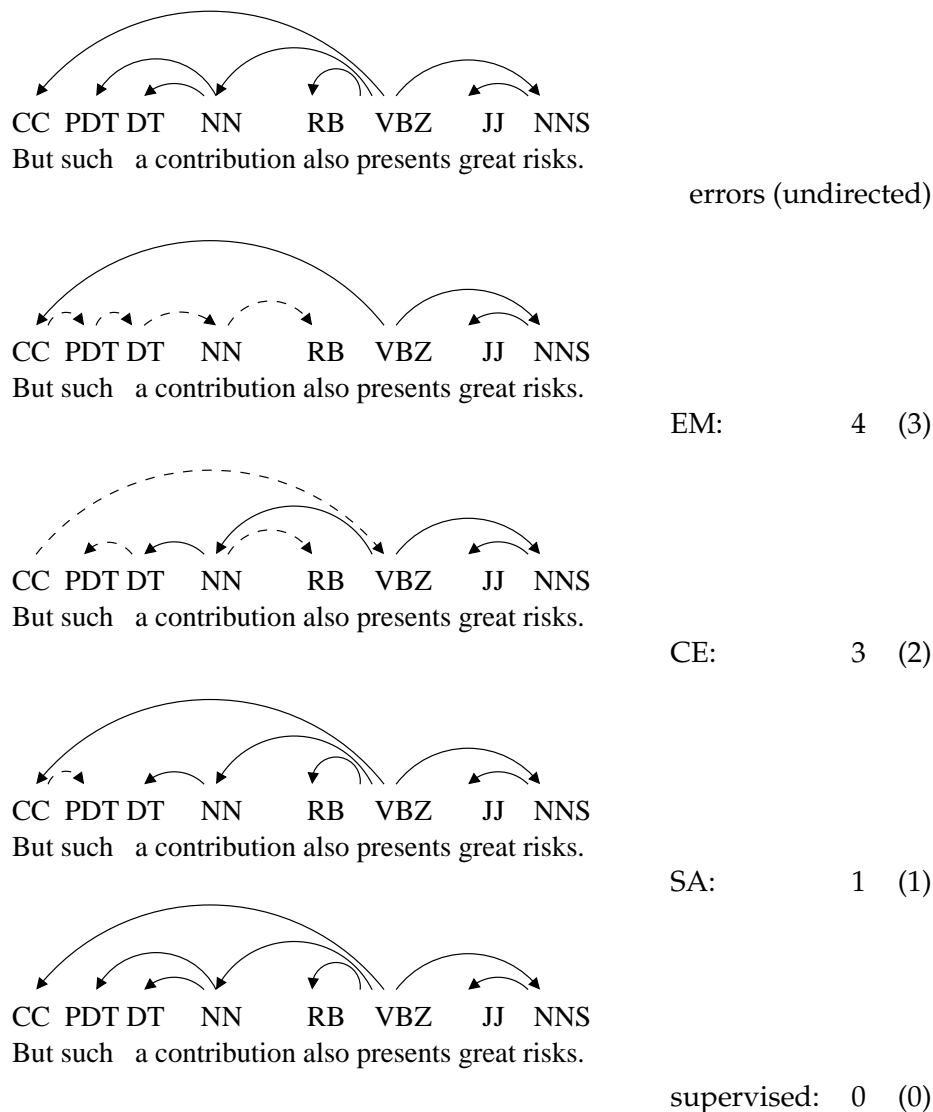 CC PDT DT NN RB VBZ JJ NNS
But such a contribution also presents great risks.
errors (undirected)
CC PDT DT NN RB VBZ JJ NNS
But such a contribution also presents great risks.
EM: 4 (3)
CC PDT DT NN RB VBZ JJ NNS
But such a contribution also presents great risks.
CE: 3 (2)
CC PDT DT NN RB VBZ JJ NNS
But such a contribution also presents great risks.
SA: 1 (1)
CC PDT DT NN RB VBZ JJ NNS
But such a contribution also presents great risks.
supervised: 0 (0)